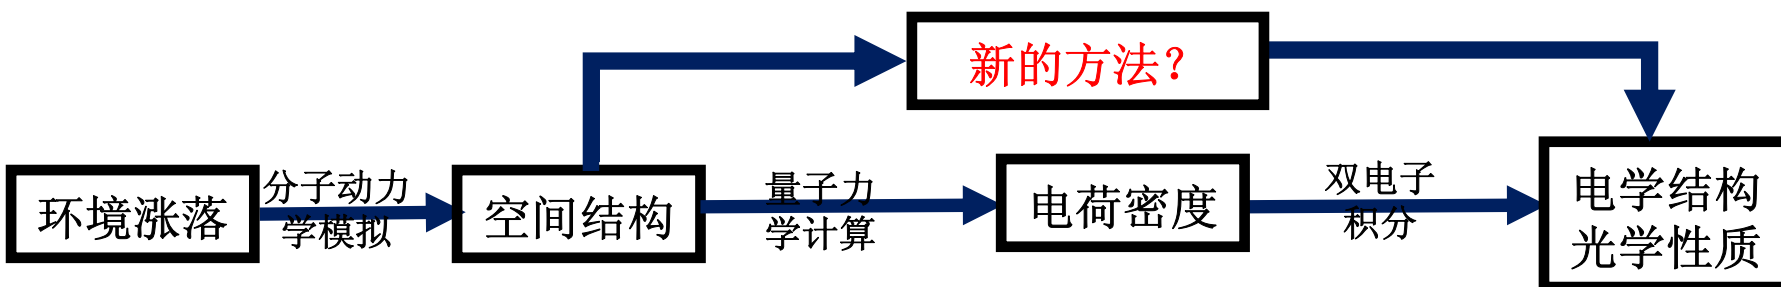 新的方法？
环境涨落
分子动力
学模拟
空间结构
量子力
学计算
电荷密度
双电子
积分
电学结构
光学性质